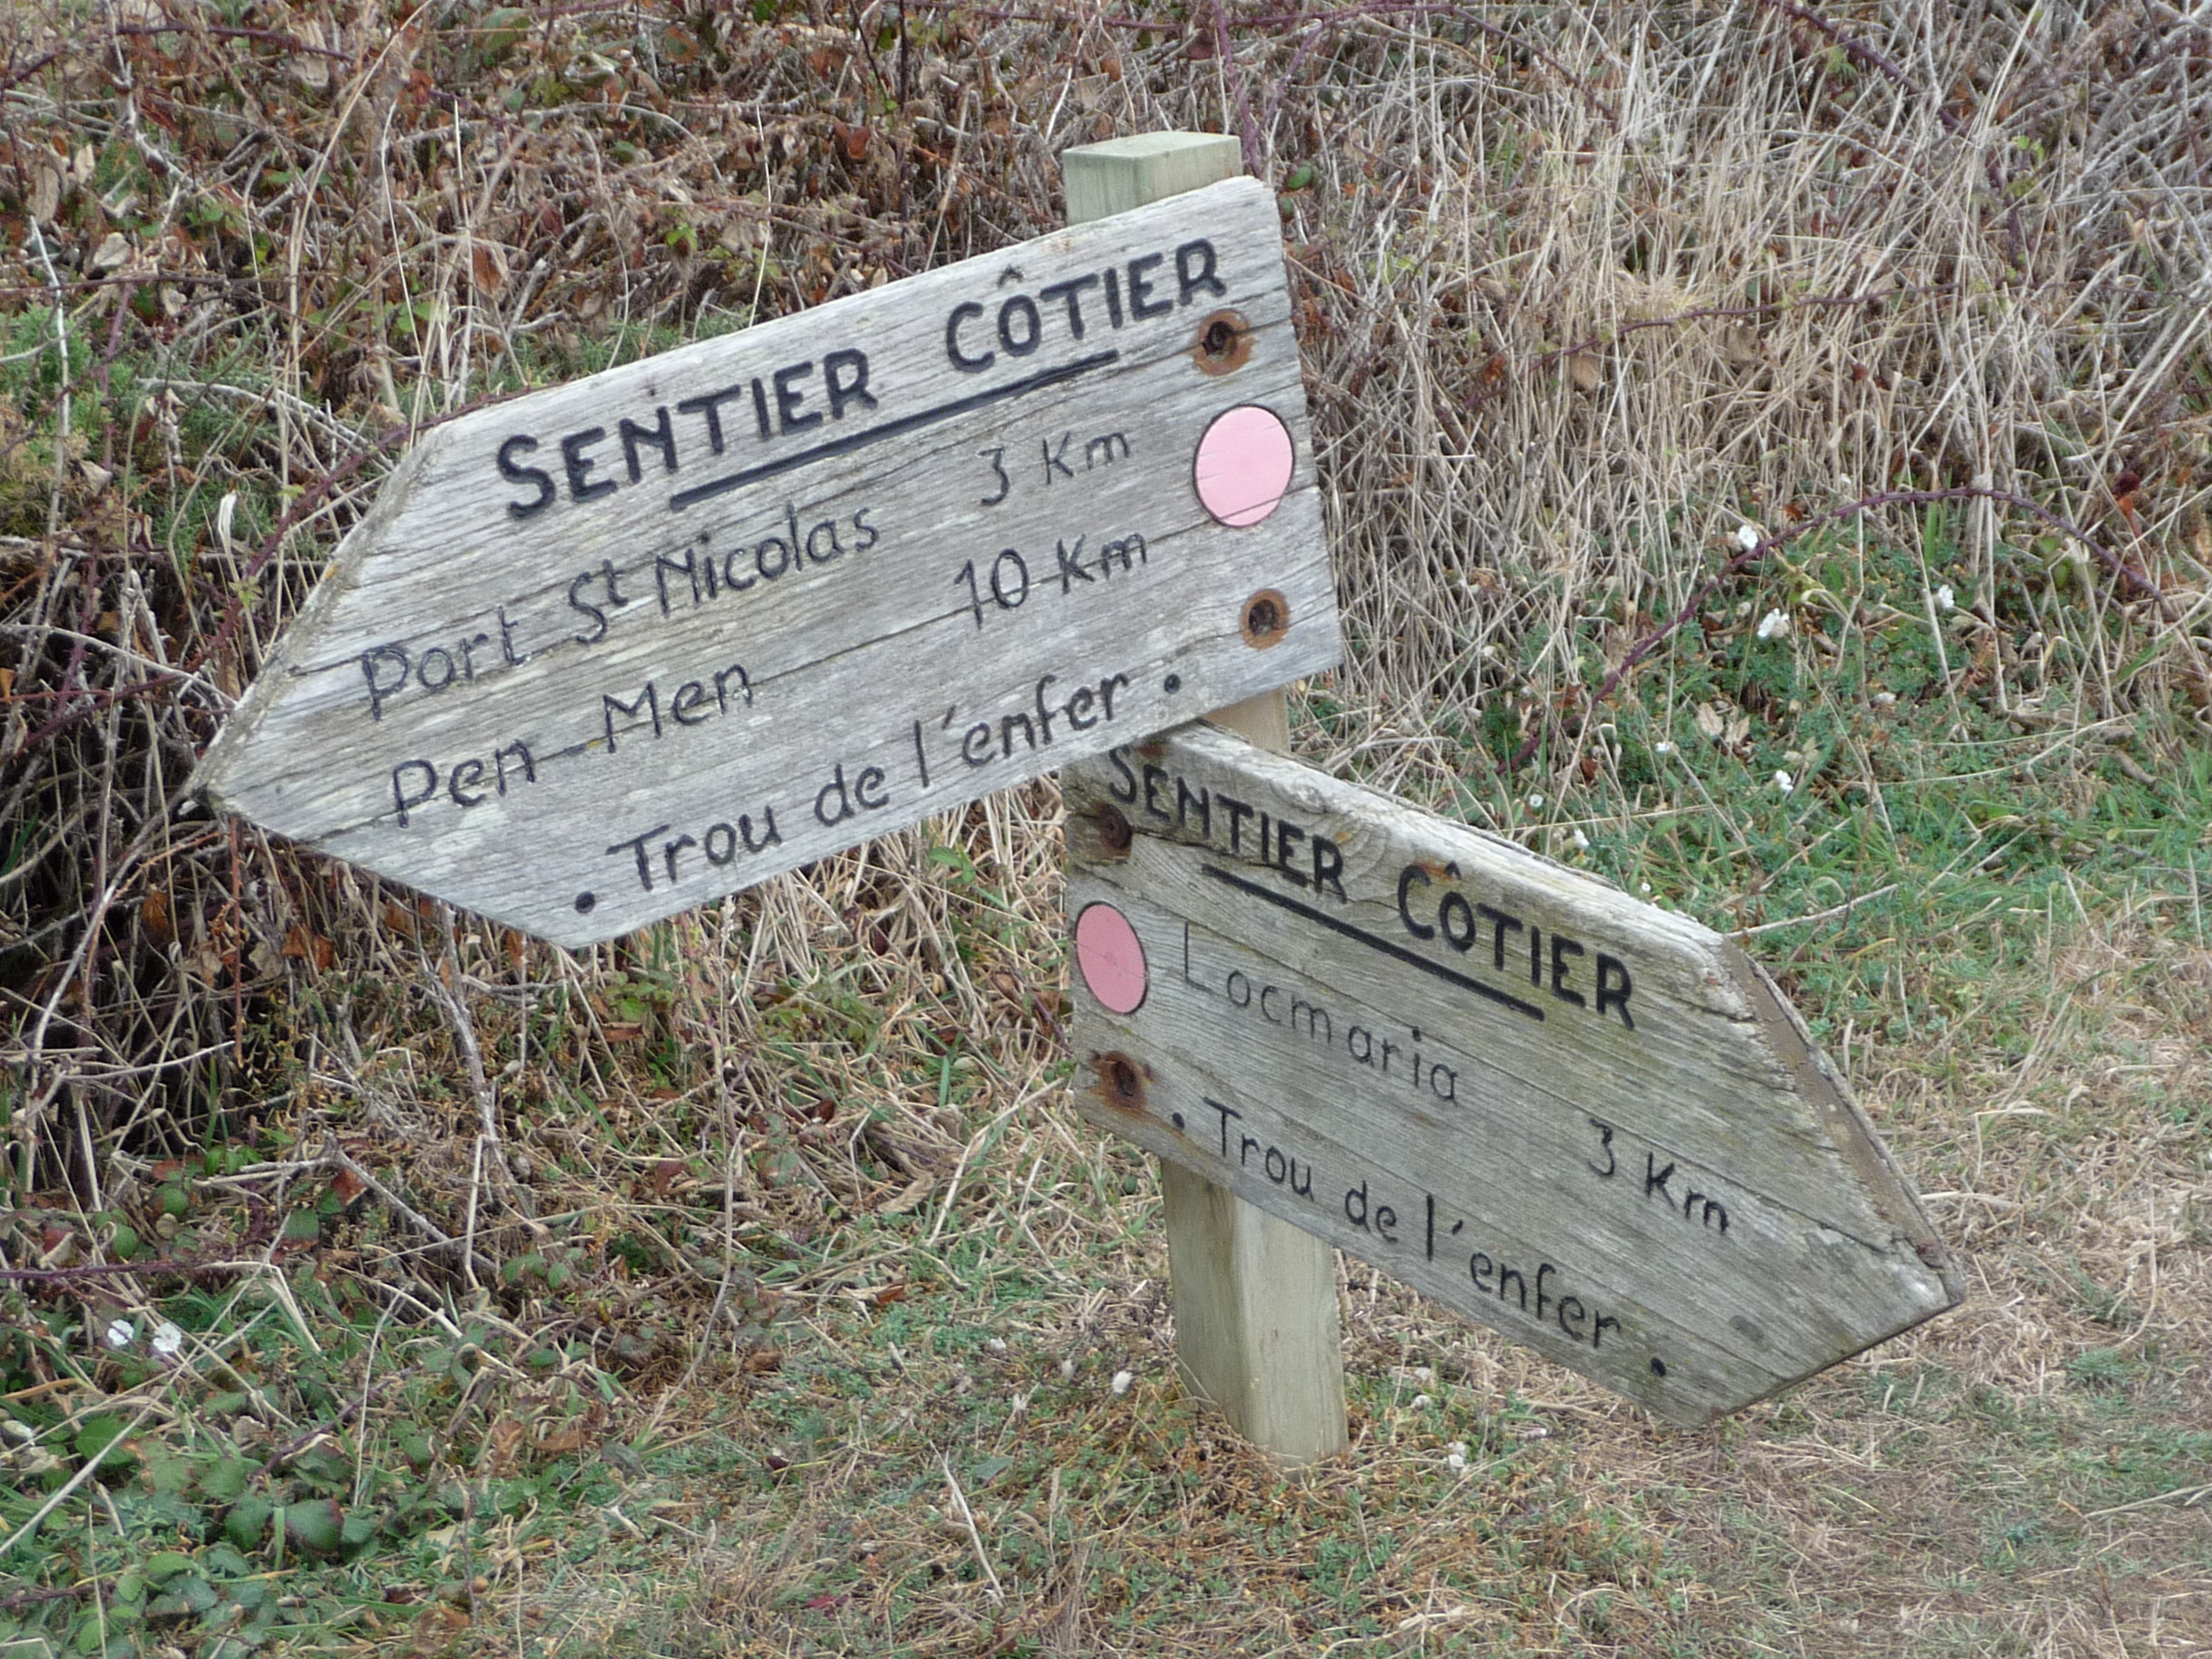 SENTIER CÔTIER
Port St Nicolas 3 Km
Pen-Men 10 Km
• Trou de l'enfer •
SENTIER CÔTIER
Locmaria 3 Km
• Trou de l'enfer •